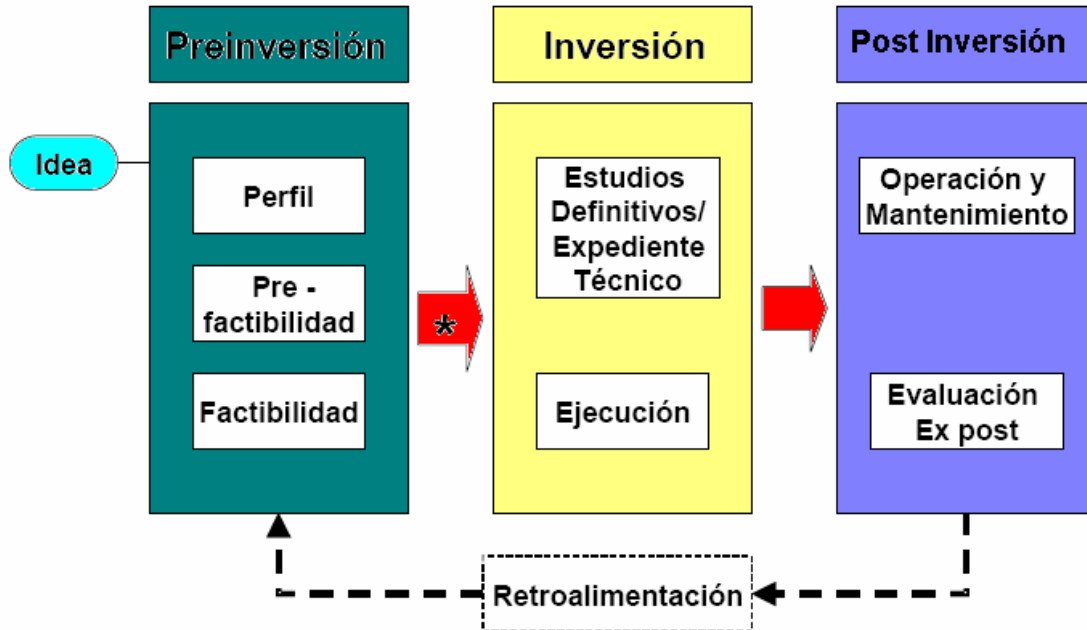 Preinversión
Inversión
Post Inversión
Idea
Perfil
Pre -
factibilidad
Factibilidad
*
Estudios
Definitivos/
Expediente
Técnico
Ejecución
Operación y
Mantenimiento
Evaluación
Ex post
Retroalimentación